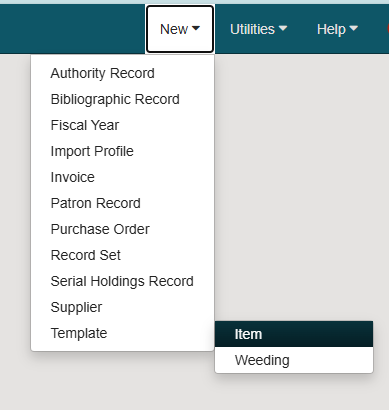 New Utilities Help
Authority Record
Bibliographic Record
Fiscal Year
Import Profile
Invoice
Patron Record
Purchase Order
Record Set
Serial Holdings Record
Supplier
Template
Item
Weeding